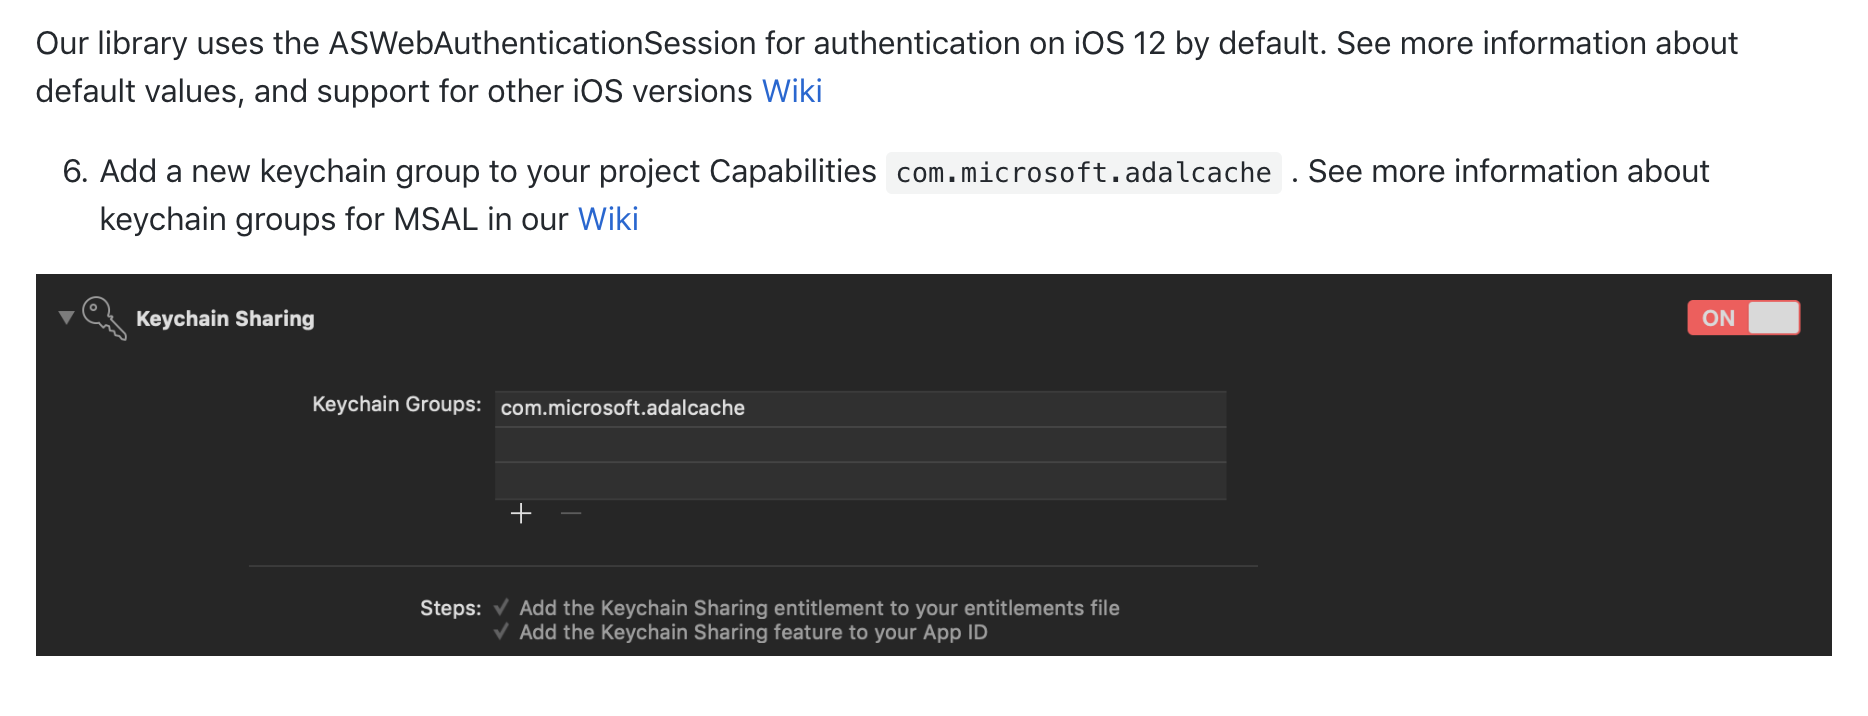 Our library uses the ASWebAuthenticationSession for authentication on iOS 12 by default. See more information about
default values, and support for other iOS versions Wiki
6. Add a new keychain group to your project Capabilities com.microsoft.adalcache . See more information about
keychain groups for MSAL in our Wiki
Keychain Sharing
ON
Keychain Groups: com.microsoft.adalcache
Steps: ✓ Add the Keychain Sharing entitlement to your entitlements file
✓ Add the Keychain Sharing feature to your App ID